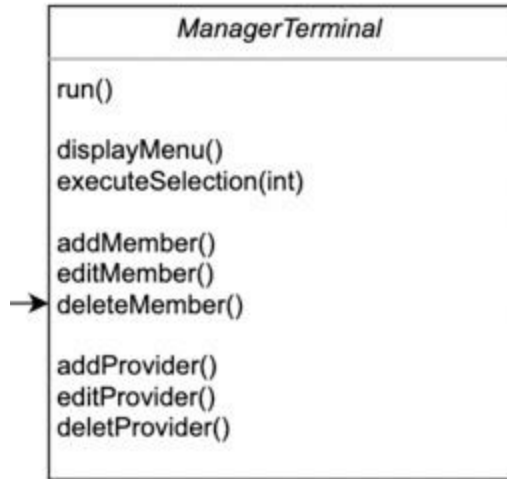 ManagerTerminal
run()
displayMenu()
executeSelection(int)
addMember()
editMember()
deleteMember()
addProvider()
editProvider()
deletProvider()